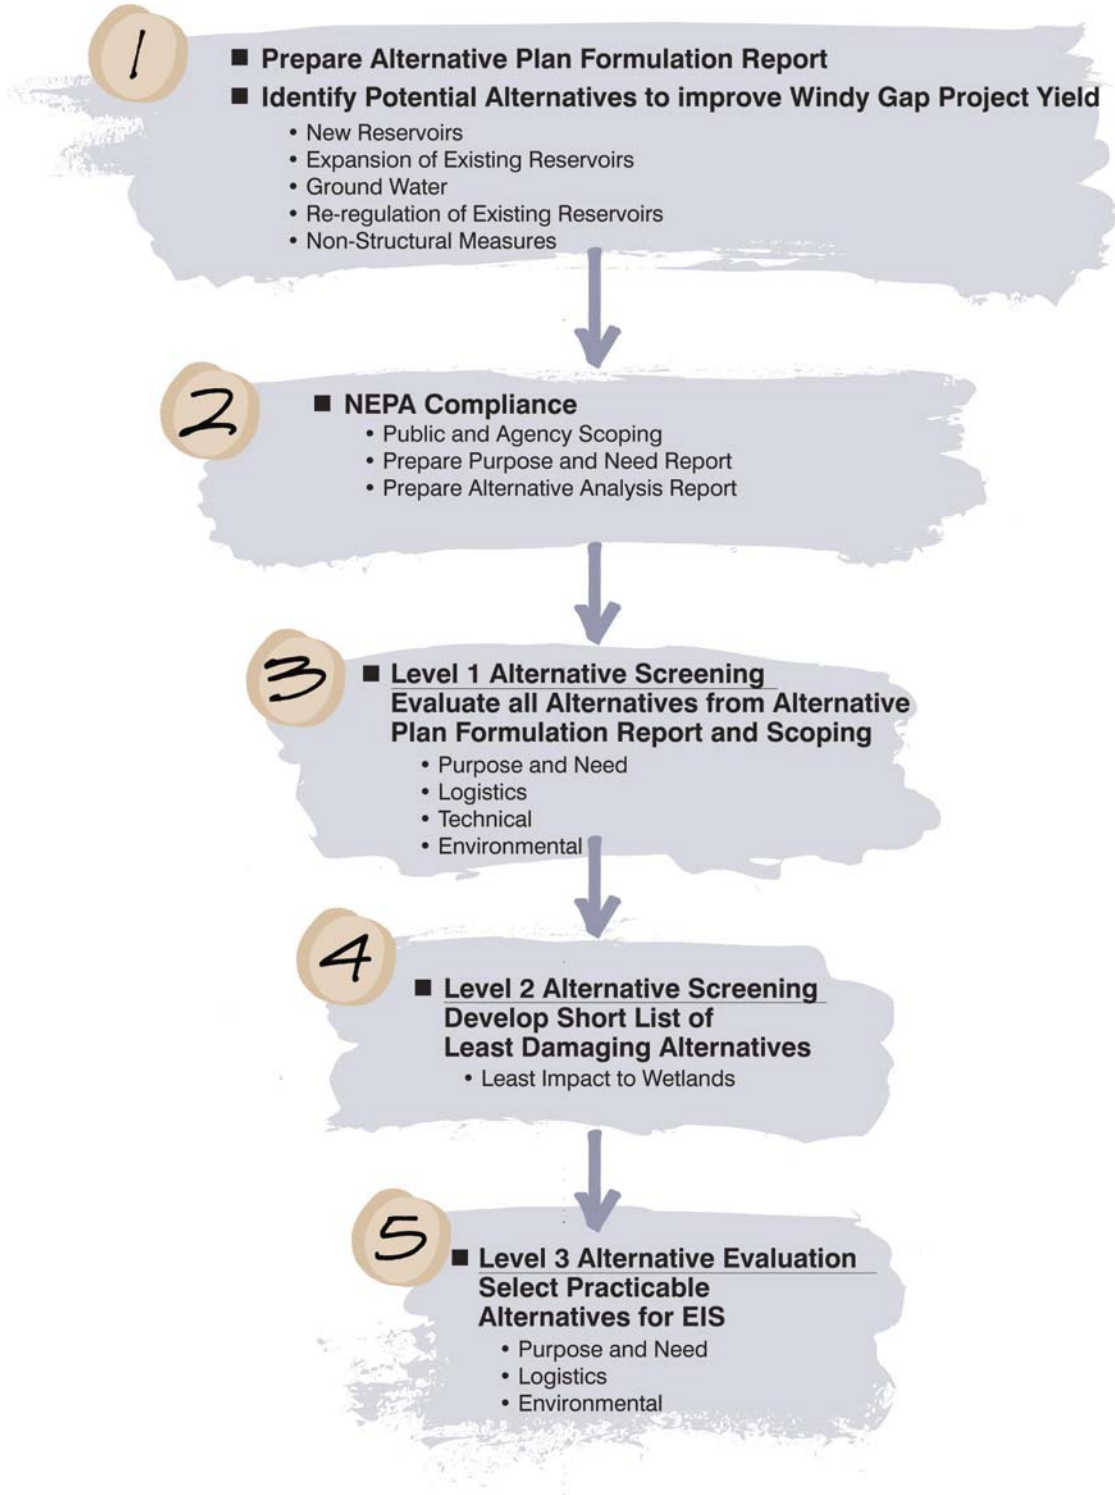 1
■ Prepare Alternative Plan Formulation Report
■ Identify Potential Alternatives to improve Windy Gap Project Yield
• New Reservoirs
• Expansion of Existing Reservoirs
• Ground Water
• Re-regulation of Existing Reservoirs
• Non-Structural Measures
2
■ NEPA Compliance
• Public and Agency Scoping
• Prepare Purpose and Need Report
• Prepare Alternative Analysis Report
3
■ Level 1 Alternative Screening
Evaluate all Alternatives from Alternative
Plan Formulation Report and Scoping
• Purpose and Need
• Logistics
• Technical
• Environmental
4
■ Level 2 Alternative Screening
Develop Short List of
Least Damaging Alternatives
• Least Impact to Wetlands
5
■ Level 3 Alternative Evaluation
Select Practicable
Alternatives for EIS
• Purpose and Need
• Logistics
• Environmental